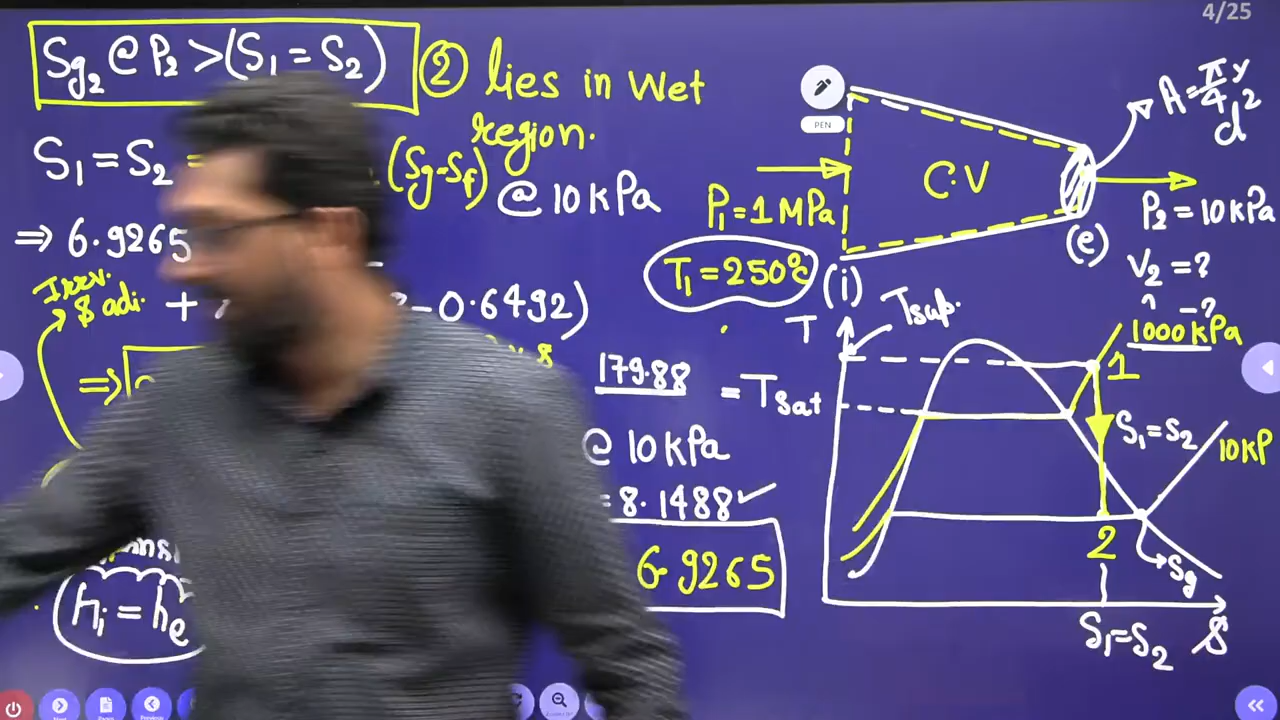 4/25
Sg2 @ P2 > (S1 = S2)
② lies in Wet
region.
S1 = S2 =
(Sg-Sf) @ 10 kPa
⇒ 6.9265
Irrv.
& adi.
+
- 0.6492)
⇒
179.88 = Tsat
@ 10 kPa
= 8.1488 ✓
6.9265
hi = he
PEN
C.V
A = π/4 d²
P1 = 1 MPa
T1 = 250°C
(i)
(e)
P2 = 10 kPa
V2 = ?
T
Tsup.
1000 kPa
1
S1 = S2
10 kP
2
Sg
S1 = S2
S